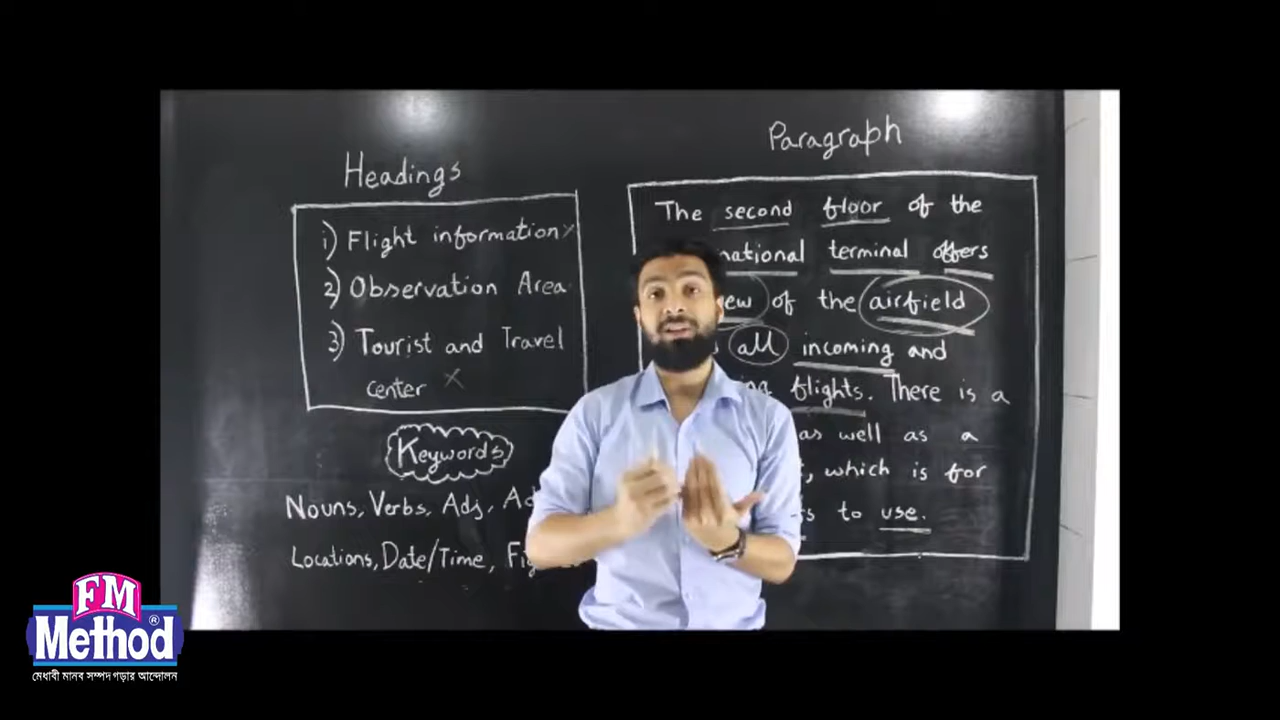 Headings
1) Flight information x
2) Observation Area
3) Tourist and Travel
center x
Keywords
Nouns, Verbs, Adj,
Locations, Date/Time,
Paragraph
The second floor of the
national terminal offers
of the airfield
all incoming and
flights. There is a
as well as a
which is for
to use.
FM
Method®
মেধাবী মানব সম্পদ গড়ার আন্দোলন